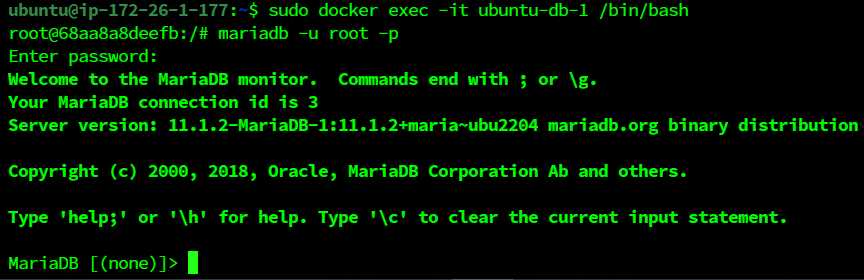 ubuntu@ip-172-26-1-177:~$ sudo docker exec -it ubuntu-db-1 /bin/bash
root@68aa8a8deefb:/# mariadb -u root -p
Enter password:
Welcome to the MariaDB monitor.  Commands end with ; or \g.
Your MariaDB connection id is 3
Server version: 11.1.2-MariaDB-1:11.1.2+maria~ubu2204 mariadb.org binary distribution
Copyright (c) 2000, 2018, Oracle, MariaDB Corporation Ab and others.
Type 'help;' or '\h' for help. Type '\c' to clear the current input statement.
MariaDB [(none)]>